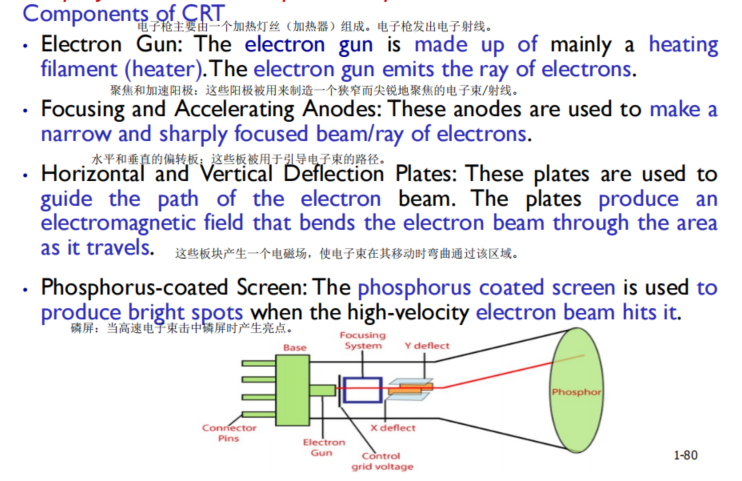 Components of CRT
电子枪主要由一个加热灯丝（加热器）组成。电子枪发出电子射线。
• Electron Gun: The electron gun is made up of mainly a heating
filament (heater).The electron gun emits the ray of electrons.
聚焦和加速阳极：这些阳极被用来制造一个狭窄而尖锐地聚焦的电子束/射线。
• Focusing and Accelerating Anodes: These anodes are used to make a
narrow and sharply focused beam/ray of electrons.
水平和垂直的偏转板：这些板被用于引导电子束的路径。
• Horizontal and Vertical Deflection Plates: These plates are used to
guide the path of the electron beam. The plates produce an
electromagnetic field that bends the electron beam through the area
as it travels.
这些板块产生一个电磁场，使电子束在其移动时弯曲通过该区域。
• Phosphorus-coated Screen: The phosphorus coated screen is used to
produce bright spots when the high-velocity electron beam hits it.
磷屏：当高速电子束击中磷屏时产生亮点。
Base
Focusing
System
Y deflect
Phosphor
Connector
Pins
Electron
Gun
X deflect
Control
grid voltage
1-80